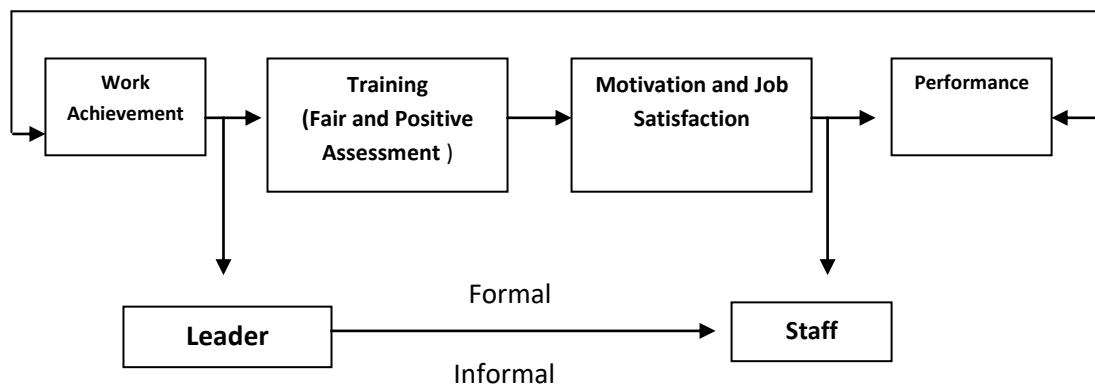 Work
Achievement
Training
(Fair and Positive
Assessment )
Motivation and Job
Satisfaction
Performance
Formal
Leader
Staff
Informal